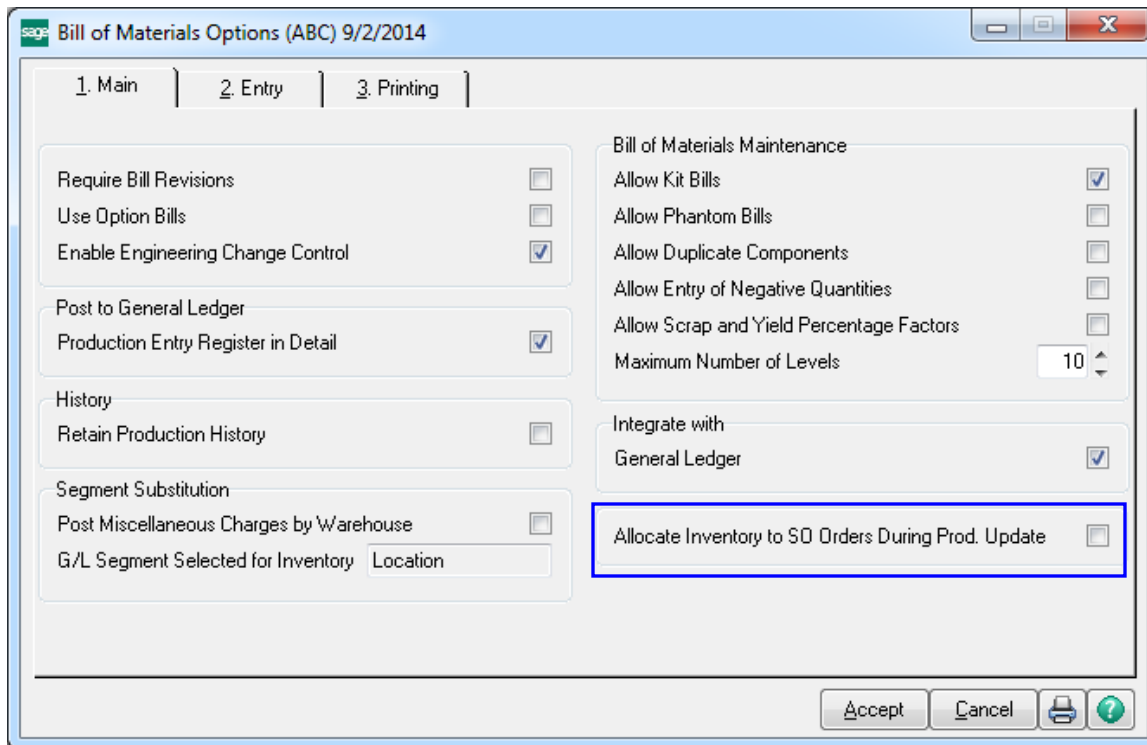 sage Bill of Materials Options (ABC) 9/2/2014
1. Main
2. Entry
3. Printing
Require Bill Revisions
Use Option Bills
Enable Engineering Change Control
Post to General Ledger
Production Entry Register in Detail
History
Retain Production History
Segment Substitution
Post Miscellaneous Charges by Warehouse
G/L Segment Selected for Inventory Location
Bill of Materials Maintenance
Allow Kit Bills
Allow Phantom Bills
Allow Duplicate Components
Allow Entry of Negative Quantities
Allow Scrap and Yield Percentage Factors
Maximum Number of Levels 10
Integrate with
General Ledger
Allocate Inventory to SO Orders During Prod. Update
Accept
Cancel
?